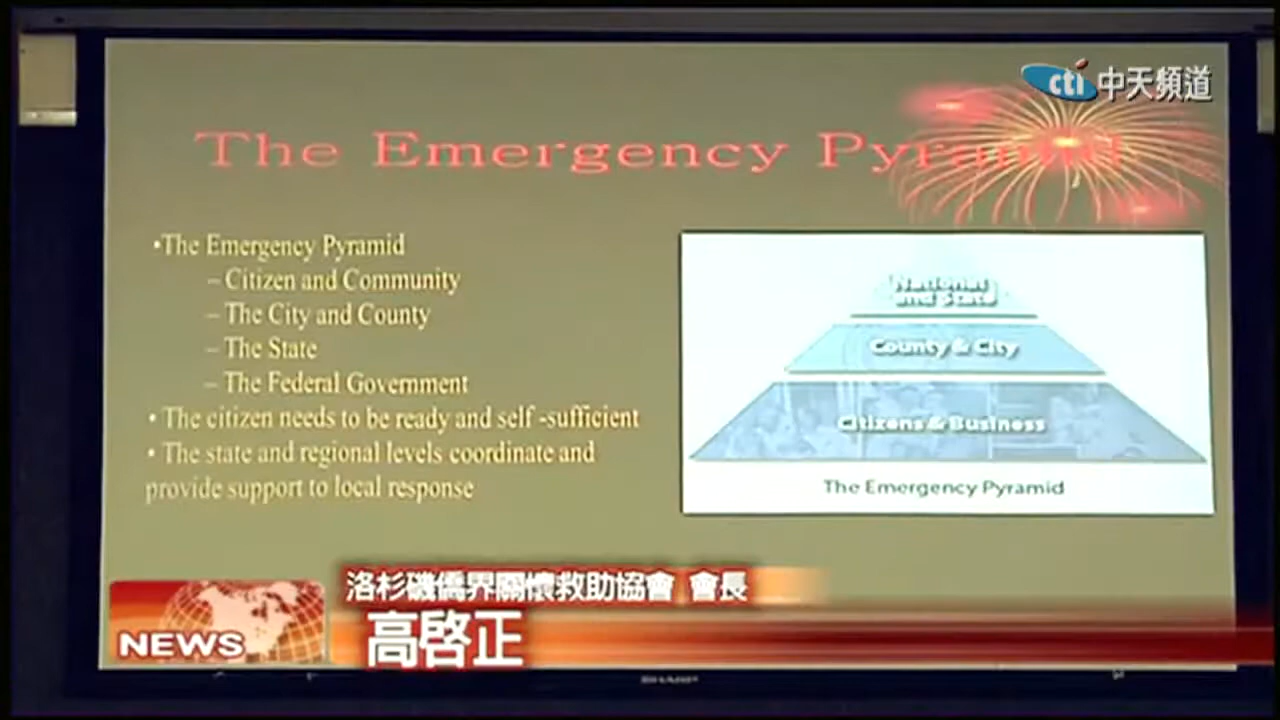 cti 中天頻道
The Emergency Pyramid
•The Emergency Pyramid
– Citizen and Community
– The City and County
– The State
– The Federal Government
• The citizen needs to be ready and self -sufficient
• The state and regional levels coordinate and
provide support to local response
National
and State
County & City
Citizens & Business
The Emergency Pyramid
洛杉磯僑界關懷救助協會 會長
NEWS
高啓正
SHARP